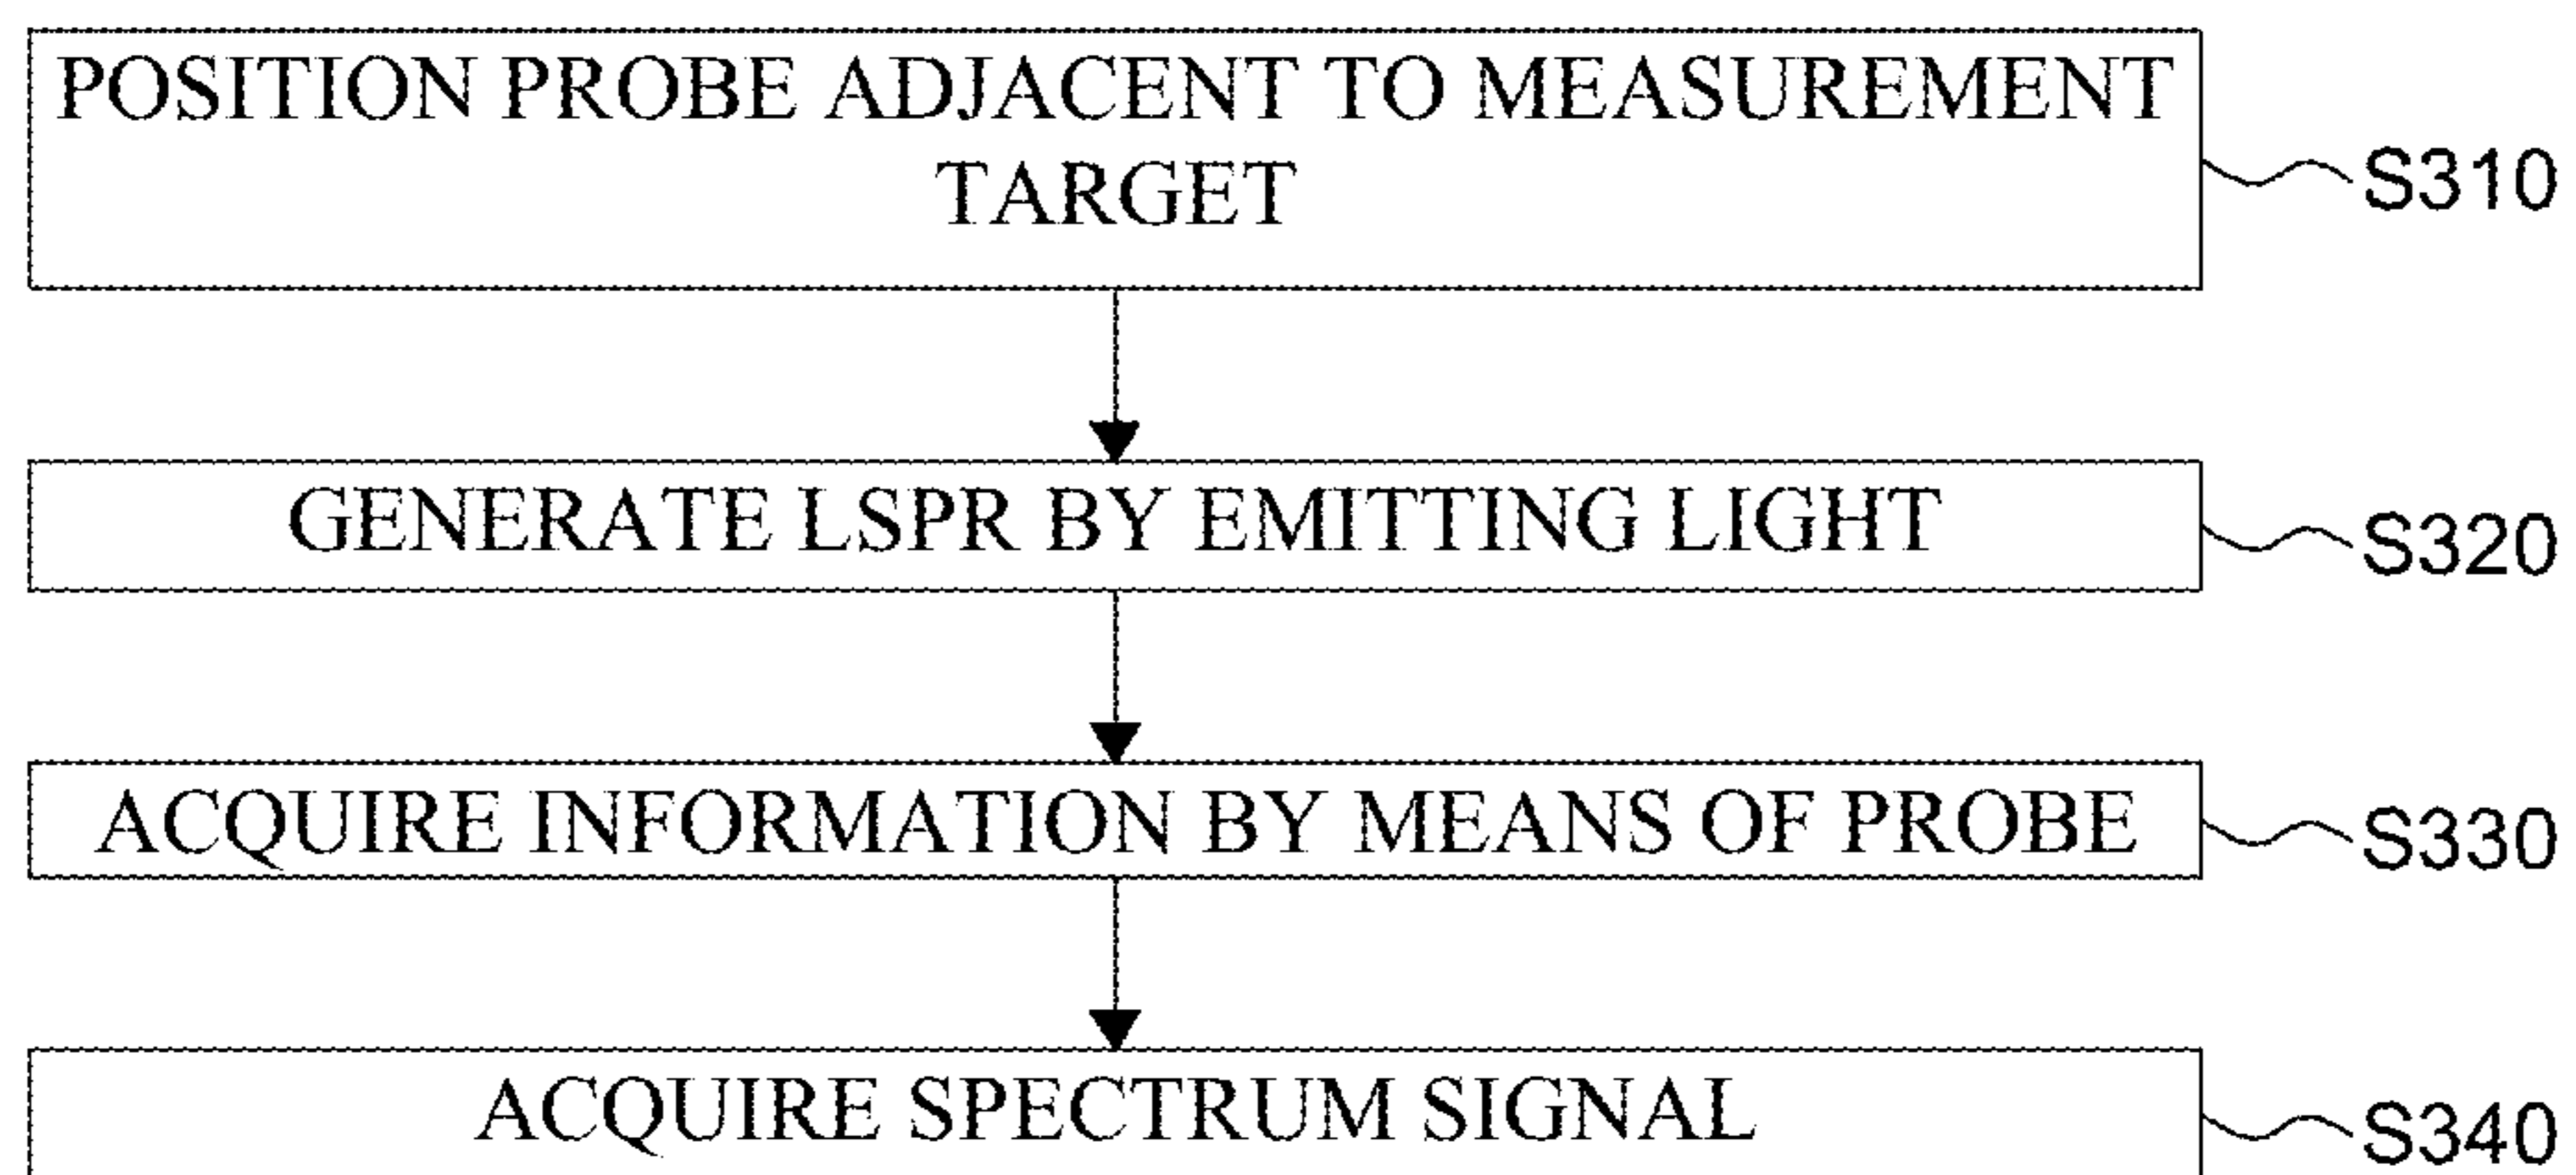 POSITION PROBE ADJACENT TO MEASUREMENT
TARGET
S310
GENERATE LSPR BY EMITTING LIGHT
S320
ACQUIRE INFORMATION BY MEANS OF PROBE
S330
ACQUIRE SPECTRUM SIGNAL
S340